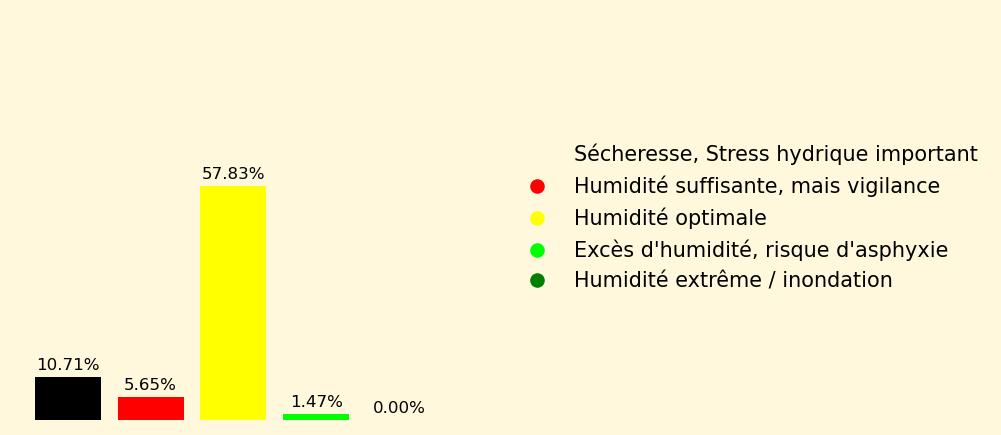 57.83%
10.71%
5.65%
1.47%
0.00%
Sécheresse, Stress hydrique important
Humidité suffisante, mais vigilance
Humidité optimale
Excès d'humidité, risque d'asphyxie
Humidité extrême / inondation